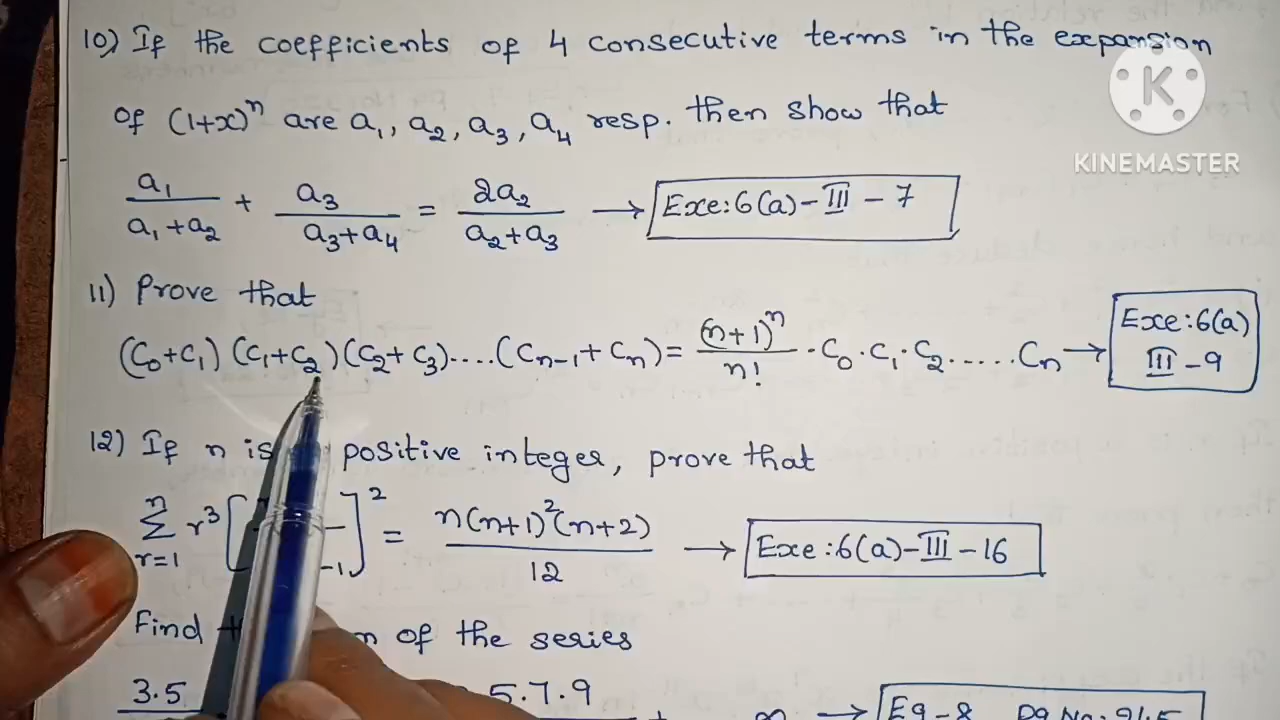 10) If the coefficients of 4 consecutive terms in the expansion
K
of (1+x)^n are a₁, a₂, a₃, a₄ resp. then show that
KINEMASTER
a₁/(a₁+a₂) + a₃/(a₃+a₄) = 2a₂/(a₂+a₃) → Exe: 6(a)-III-7
11) Prove that
(C₀+C₁)(C₁+C₂)(C₂+C₃)....(Cₙ₋₁+Cₙ) = (n+1)^n/n! · C₀·C₁·C₂.....Cₙ → Exe: 6(a) III-9
12) If n is positive integer, prove that
n Σ r=1 r³[ -1]² = n(n+1)²(n+2)/12 → Exe: 6(a)-III-16
Find of the series
3.5 5.7.9 + ∞ → Eg-8